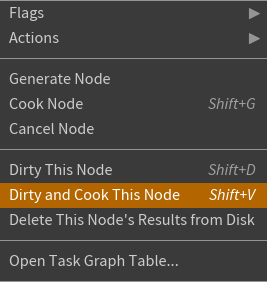 Flags
Actions
Generate Node
Cook Node Shift+G
Cancel Node
Dirty This Node Shift+D
Dirty and Cook This Node Shift+V
Delete This Node's Results from Disk
Open Task Graph Table...